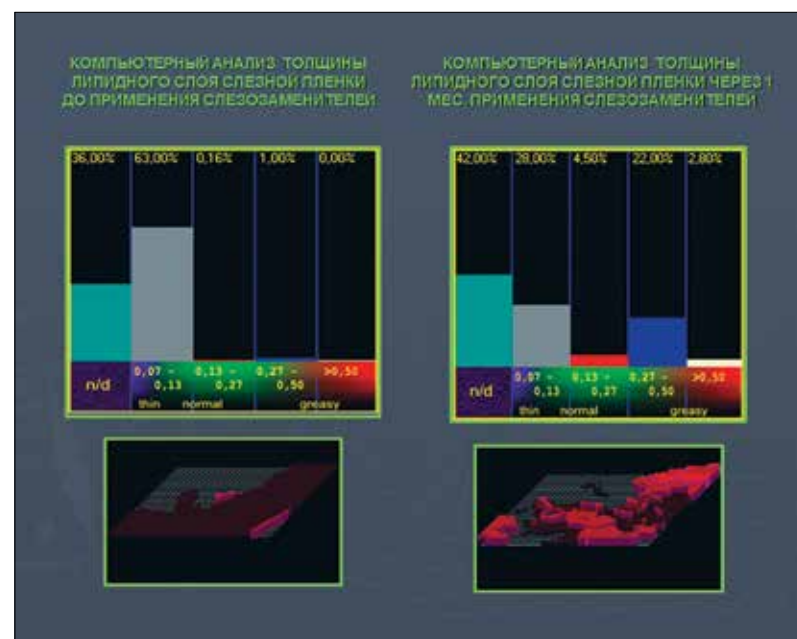 КОМПЬЮТЕРНЫЙ АНАЛИЗ ТОЛЩИНЫ
ЛИПИДНОГО СЛОЯ СЛЕЗНОЙ ПЛЕНКИ
ДО ПРИМЕНЕНИЯ СЛЕЗОЗАМЕНИТЕЛЕЙ
36,00% 63,00% 0,16% 1,00% 0,00%
n/d 0,07 - 0,13 - 0,27 - >0,50
0,13 0,27 0,50
thin normal greasy
КОМПЬЮТЕРНЫЙ АНАЛИЗ ТОЛЩИНЫ
ЛИПИДНОГО СЛОЯ СЛЕЗНОЙ ПЛЕНКИ ЧЕРЕЗ 1
МЕС. ПРИМЕНЕНИЯ СЛЕЗОЗАМЕНИТЕЛЕЙ
42,00% 28,00% 4,50% 22,00% 2,80%
n/d 0,07 - 0,13 - 0,27 - >0,50
0,13 0,27 0,50
thin normal greasy